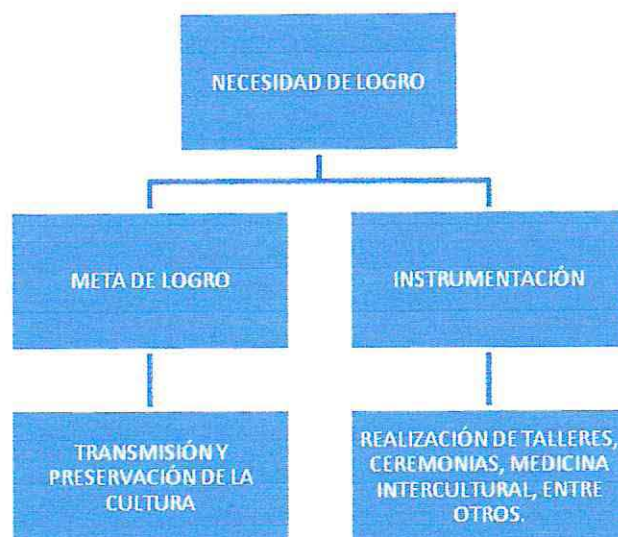 NECESIDAD DE LOGRO
META DE LOGRO
INSTRUMENTACIÓN
TRANSMISIÓN Y
PRESERVACIÓN DE LA
CULTURA
REALIZACIÓN DE TALLERES,
CEREMONIAS, MEDICINA
INTERCULTURAL, ENTRE
OTROS.